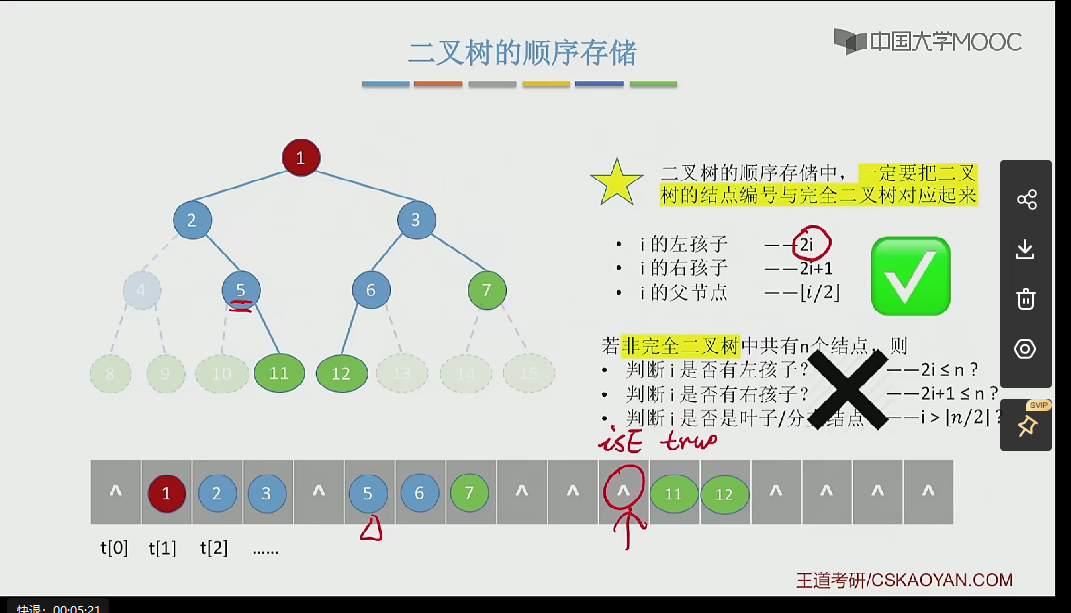 二叉树的顺序存储
中国大学MOOC
1
2
3
4
5
6
7
8
9
10
11
12
13
14
15
二叉树的顺序存储中，一定要把二叉
树的结点编号与完全二叉树对应起来
• i 的左孩子 ——2i
• i 的右孩子 ——2i+1
• i 的父节点 ——⌊i/2⌋
若非完全二叉树中共有n个结点，则
• 判断 i 是否有左孩子？ ——2i ≤ n ?
• 判断 i 是否有右孩子？ ——2i+1 ≤ n ?
• 判断 i 是否是叶子/分支结点 ——i > ⌊n/2⌋ ?
isE true
^ 1 2 3 ^ 5 6 7 ^ ^ ^ 11 12 ^ ^ ^ ^
t[0] t[1] t[2] ......
王道考研/CSKAOYAN.COM
SVIP
快退：00:05:21